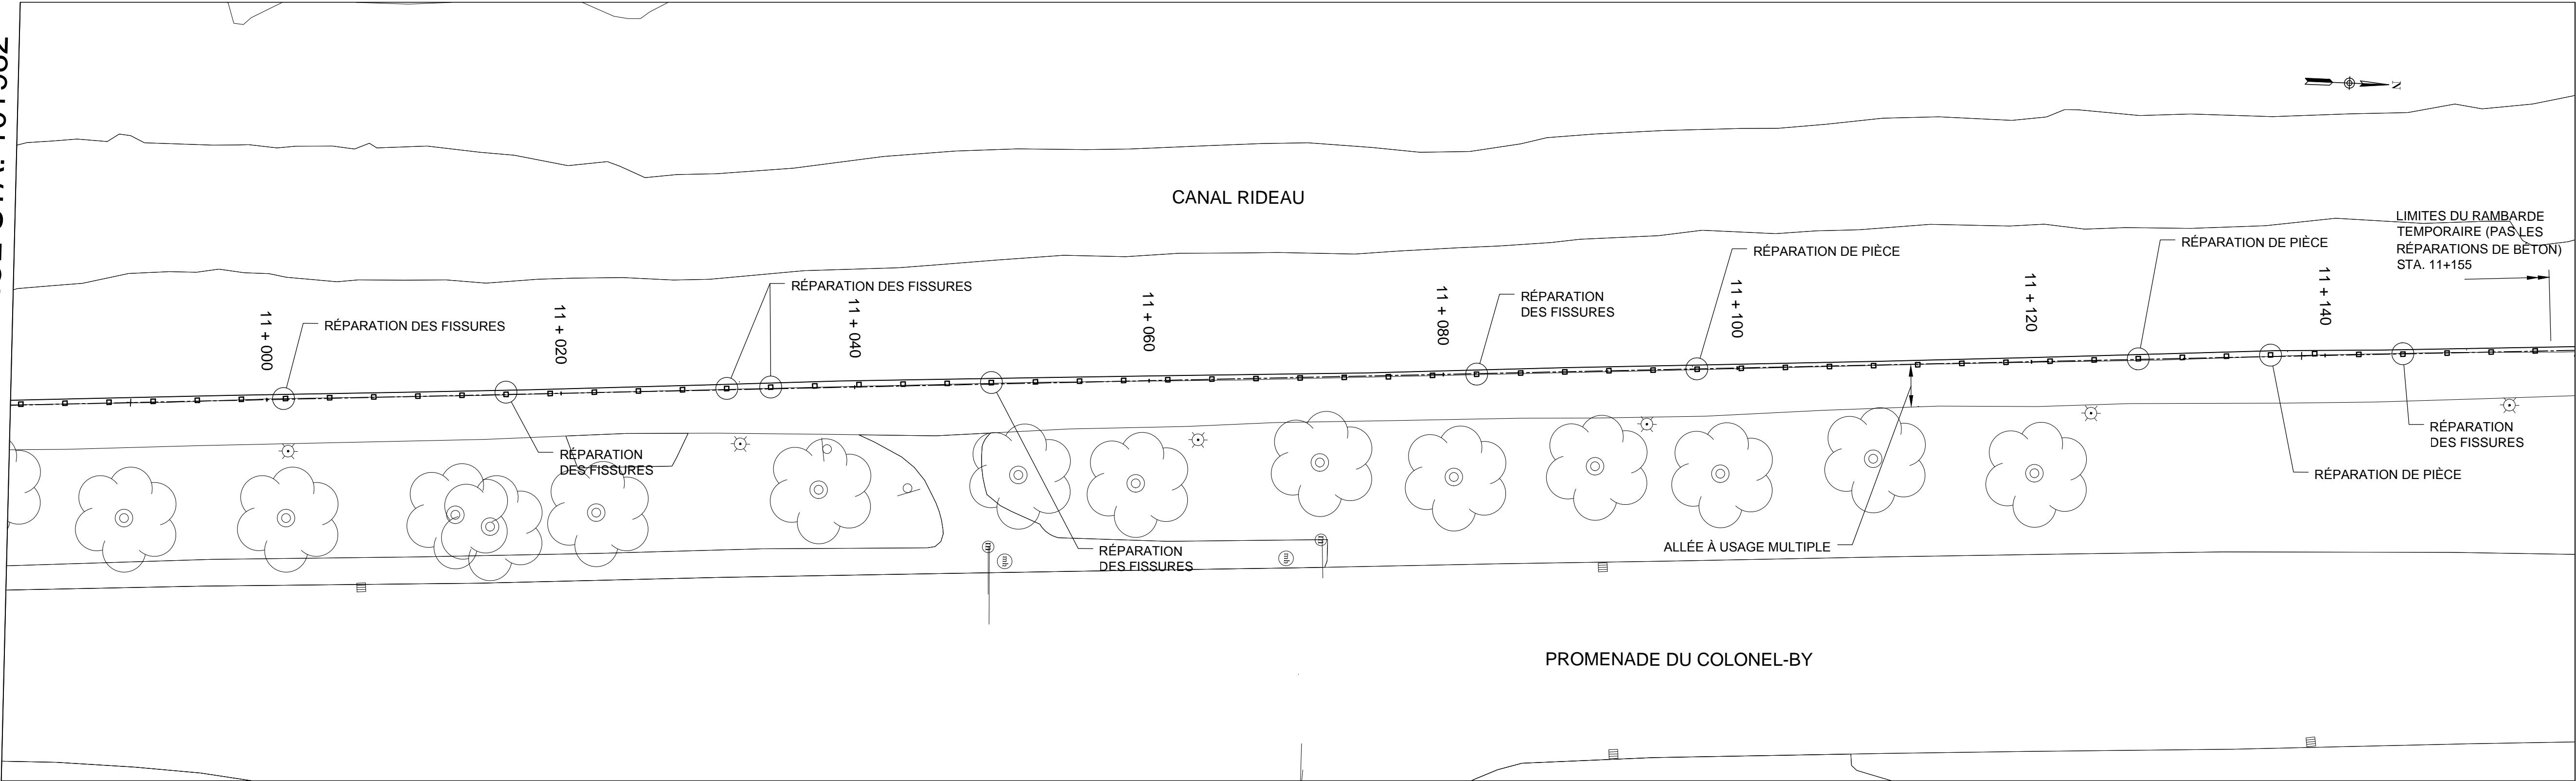 N
CANAL RIDEAU
LIMITES DU RAMBARDE
TEMPORAIRE (PAS LES
RÉPARATIONS DE BÉTON)
STA. 11+155
RÉPARATION DE PIÈCE
RÉPARATION DE PIÈCE
RÉPARATION DES FISSURES
RÉPARATION
DES FISSURES
RÉPARATION DES FISSURES
11 + 000
11 + 020
11 + 040
11 + 060
11 + 080
11 + 100
11 + 120
11 + 140
RÉPARATION
DES FISSURES
RÉPARATION
DES FISSURES
RÉPARATION DE PIÈCE
RÉPARATION
DES FISSURES
ALLÉE À USAGE MULTIPLE
mh
mh
PROMENADE DU COLONEL-BY